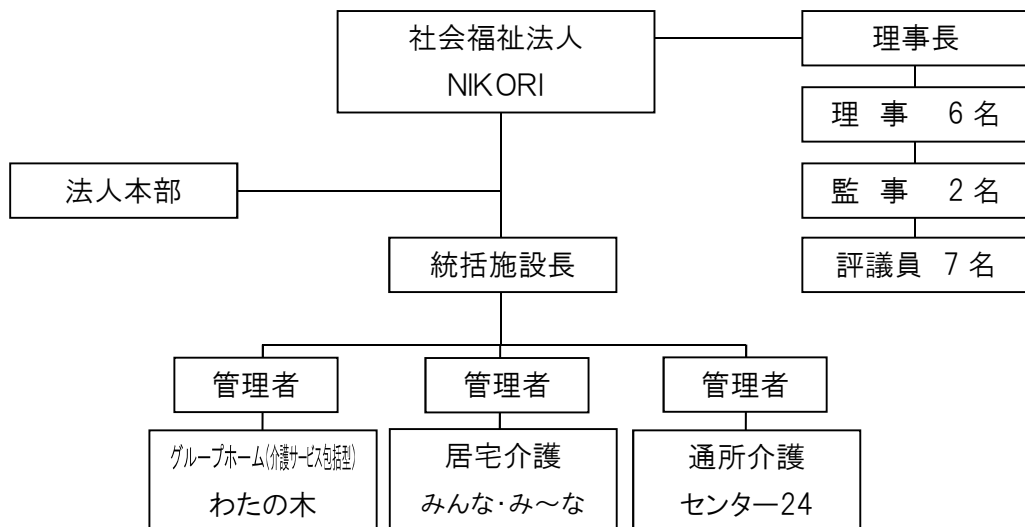 社会福祉法人
NIKORI
理事長
理 事 6名
監 事 2名
評議員 7名
法人本部
統括施設長
管理者
管理者
管理者
グループホーム(介護サービス包括型)
わたの木
居宅介護
みんな・み～な
通所介護
センター24